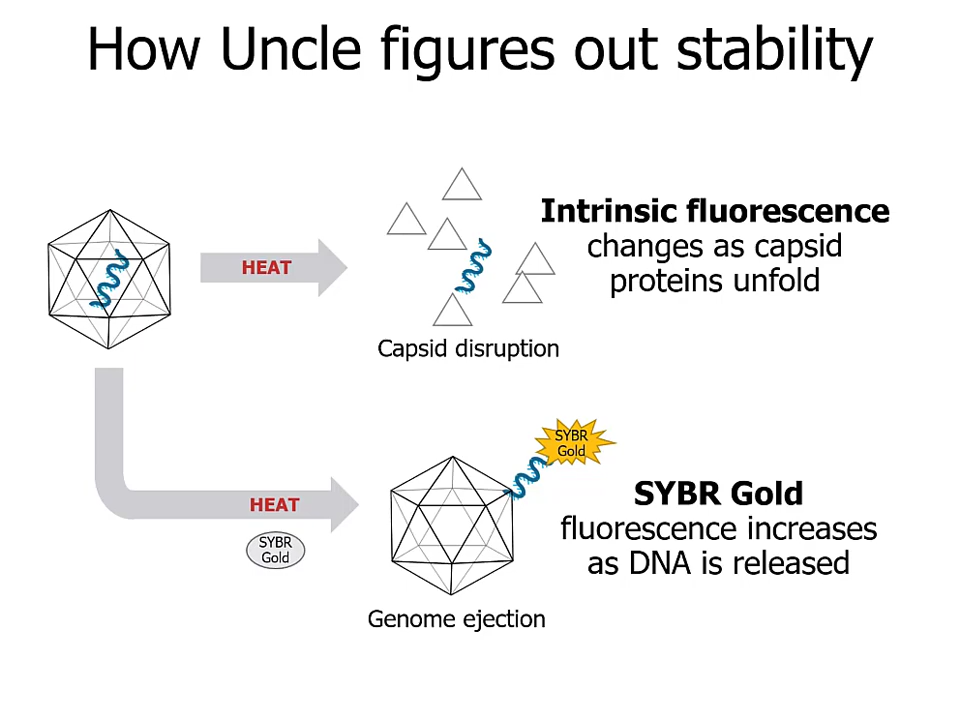 How Uncle figures out stability
HEAT
Capsid disruption
Intrinsic fluorescence
changes as capsid
proteins unfold
HEAT
SYBR
Gold
SYBR
Gold
Genome ejection
SYBR Gold
fluorescence increases
as DNA is released